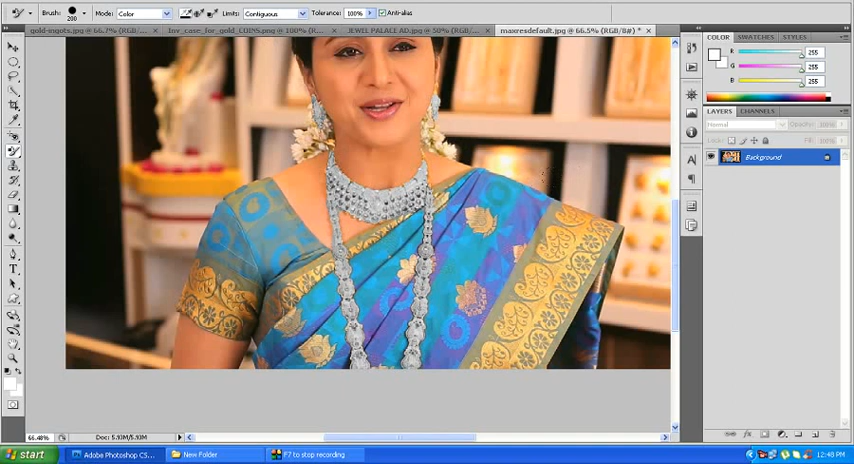 Brush: 200 Mode: Color Limits: Contiguous Tolerance: 100% Anti-alias
gold-ingots.jpg @ 66.7% (RGB/... × Inv_case_for_gold_COINS.png @ 100% (R... × JEWEL PALACE AD.jpg @ 50% (RGB/... × maxresdefault.jpg @ 66.5% (RGB/8#) * ×
COLOR SWATCHES STYLES
R 255
G 255
B 255
LAYERS CHANNELS
Normal Opacity: 100%
Lock: Fill: 100%
Background
66.48% Doc: 5.93M/5.93M
start Adobe Photoshop CS... New Folder F7 to stop recording 12:48 PM